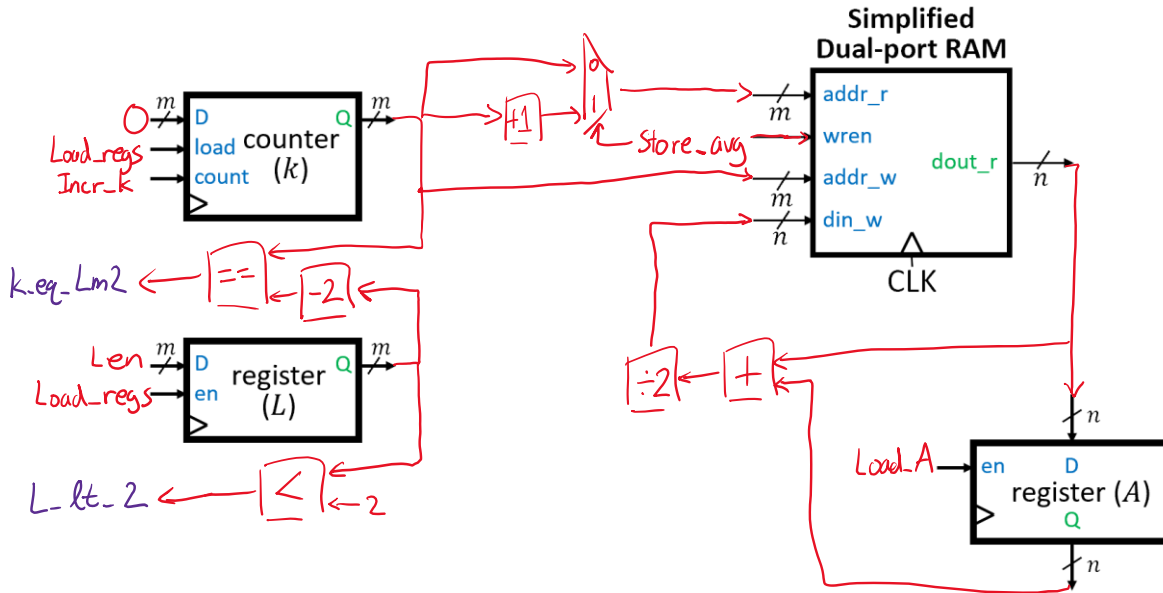 Simplified
Dual-port RAM
0 m D Q m
Load_regs load counter
Incr_k count (k)
+1
0
1
Store_avg
m addr_r
wren
m addr_w
n din_w
dout_r n
CLK
k_eq_Lm2
==
-2
Len m D Q m
Load_regs en register
(L)
L_lt_2
<
2
÷2
+
n
Load_A en D
register (A)
Q
n